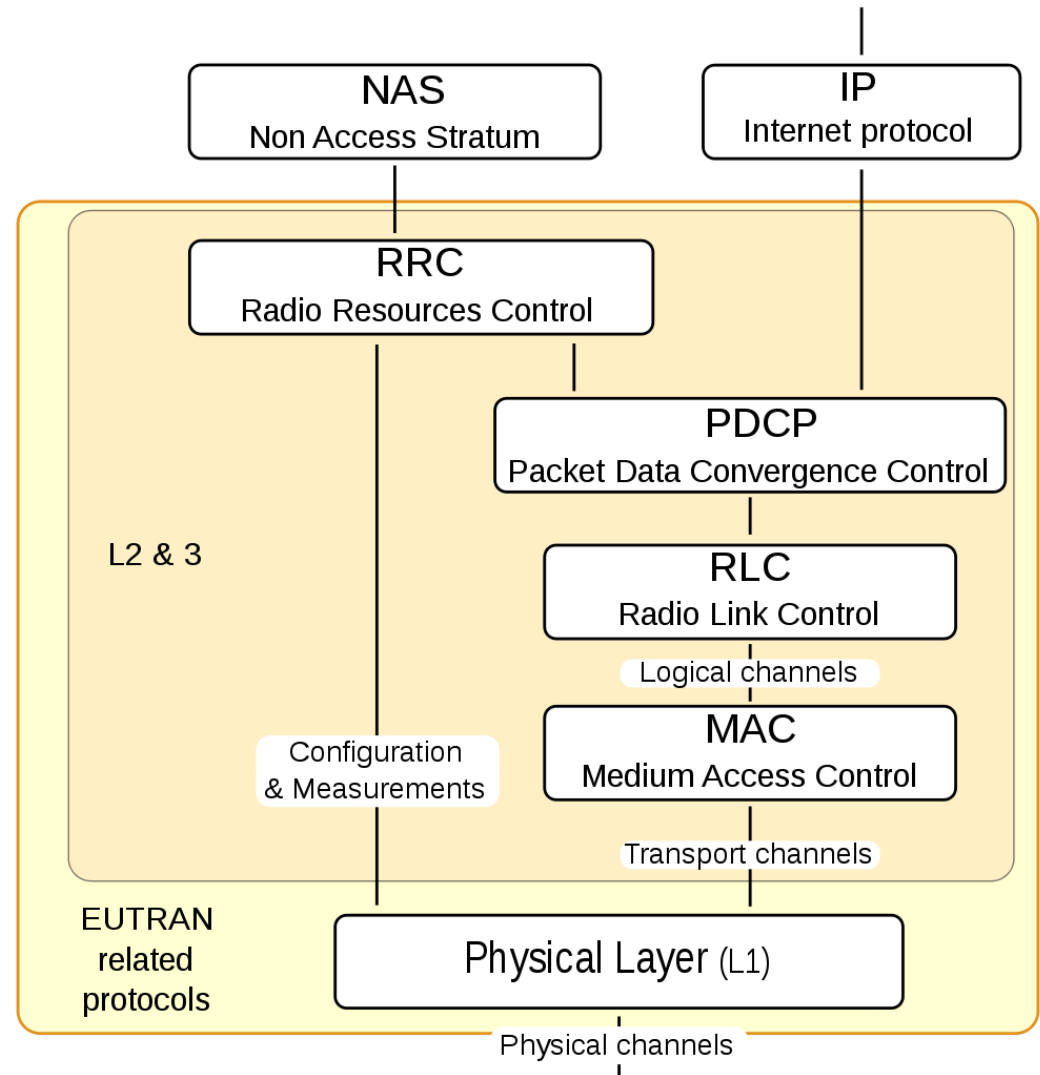 NAS
Non Access Stratum
IP
Internet protocol
RRC
Radio Resources Control
PDCP
Packet Data Convergence Control
L2 & 3
RLC
Radio Link Control
Logical channels
MAC
Medium Access Control
Configuration
& Measurements
Transport channels
EUTRAN
related
protocols
Physical Layer (L1)
Physical channels